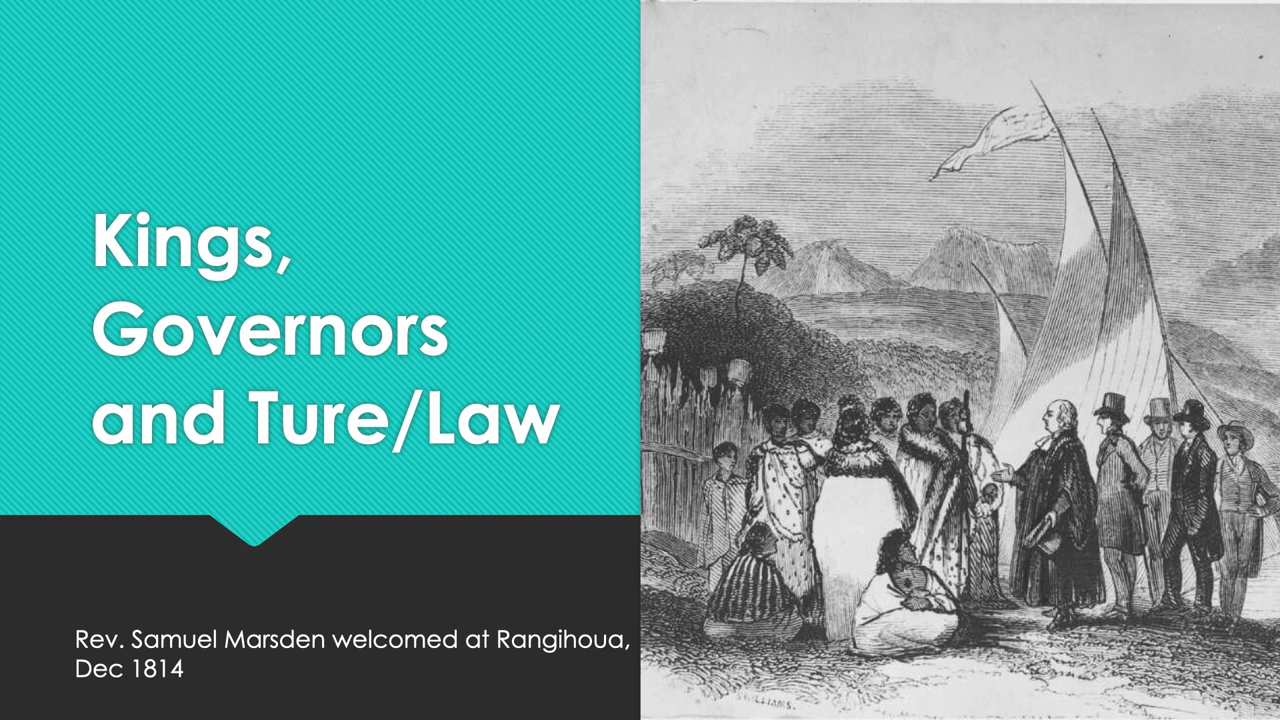 Kings,
Governors
and Ture/Law
Rev. Samuel Marsden welcomed at Rangihoua,
Dec 1814